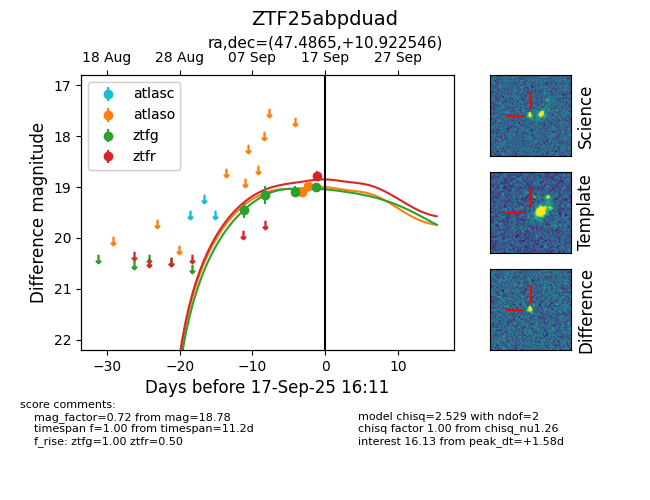 ZTF25abpduad
ra,dec=(47.4865,+10.922546)
18 Aug 28 Aug 07 Sep 17 Sep 27 Sep
atlasc
atlaso
ztfg
ztfr
17
18
19
20
21
22
Difference magnitude
−30 −20 −10 0 10
Days before 17-Sep-25 16:11
Science
Template
Difference
score comments:
mag_factor=0.72 from mag=18.78
timespan f=1.00 from timespan=11.2d
f_rise: ztfg=1.00 ztfr=0.50
model chisq=2.529 with ndof=2
chisq factor 1.00 from chisq_nu1.26
interest 16.13 from peak_dt=+1.58d